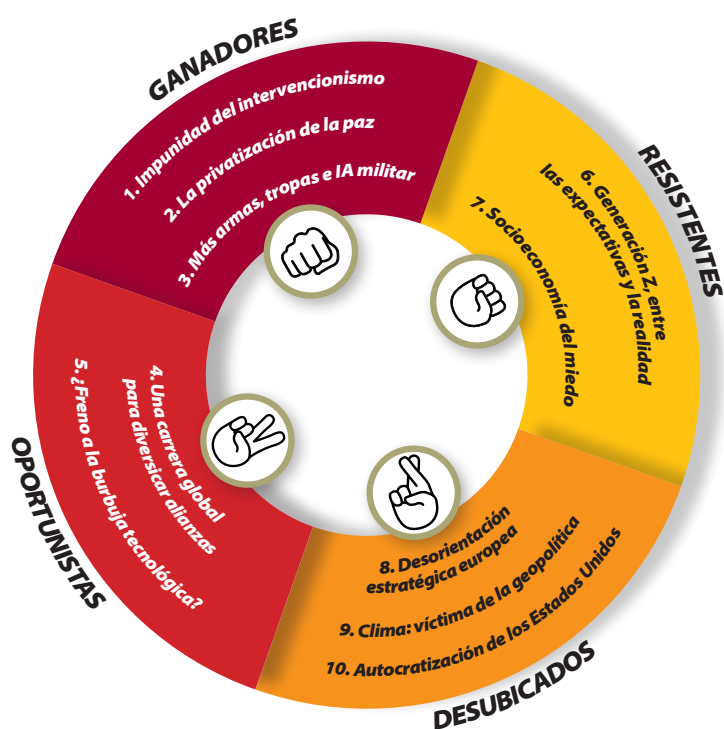 GANADORES
1. Impunidad del intervencionismo
2. La privatización de la paz
3. Más armas, tropas e IA militar
OPORTUNISTAS
4. Una carrera global
para diversicar alianzas
5. ¿Freno a la burbuja tecnológica?
RESISTENTES
6. Generación Z, entre
las expectativas y la realidad
7. Socioeconomía del miedo
DESUBICADOS
8. Desorientación
estratégica europea
9. Clima: víctima de la geopolítica
10. Autocratización de los Estados Unidos